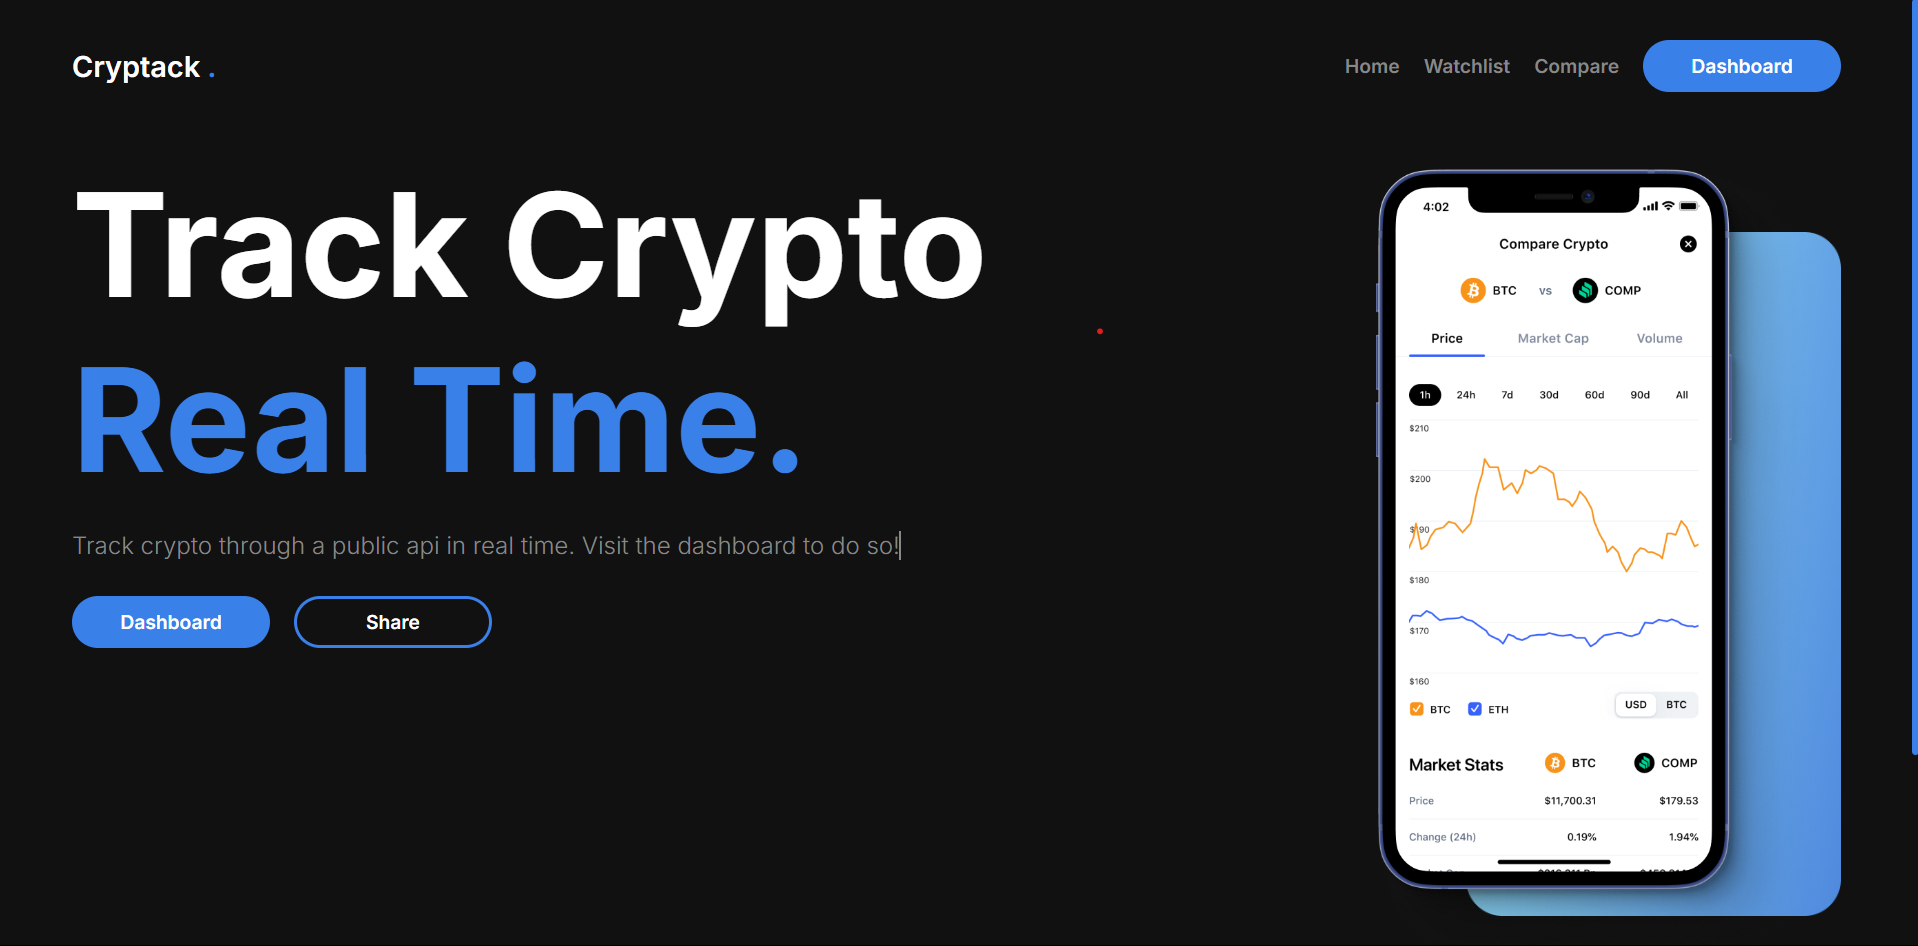 Cryptack .
Home Watchlist Compare Dashboard
Track Crypto
Real Time.
Track crypto through a public api in real time. Visit the dashboard to do so!
Dashboard Share
4:02
Compare Crypto
BTC vs COMP
Price Market Cap Volume
1h 24h 7d 30d 60d 90d All
$210
$200
$190
$180
$170
$160
BTC ETH USD BTC
Market Stats BTC COMP
Price $11,700.31 $179.53
Change (24h) 0.19% 1.94%